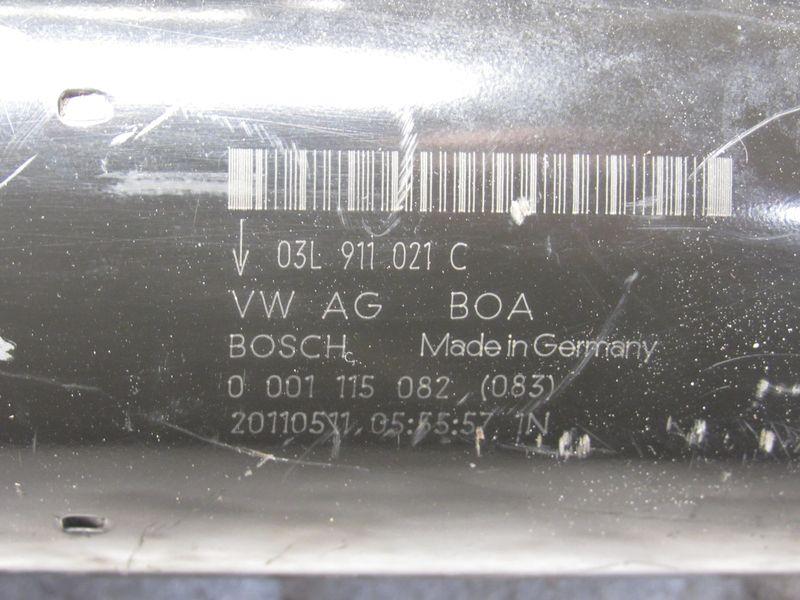 ↓ 03L 911 021 C
VW AG BOA
BOSCH C Made in Germany
0 001 115 082 (083)
20110511 05:55:57 1N